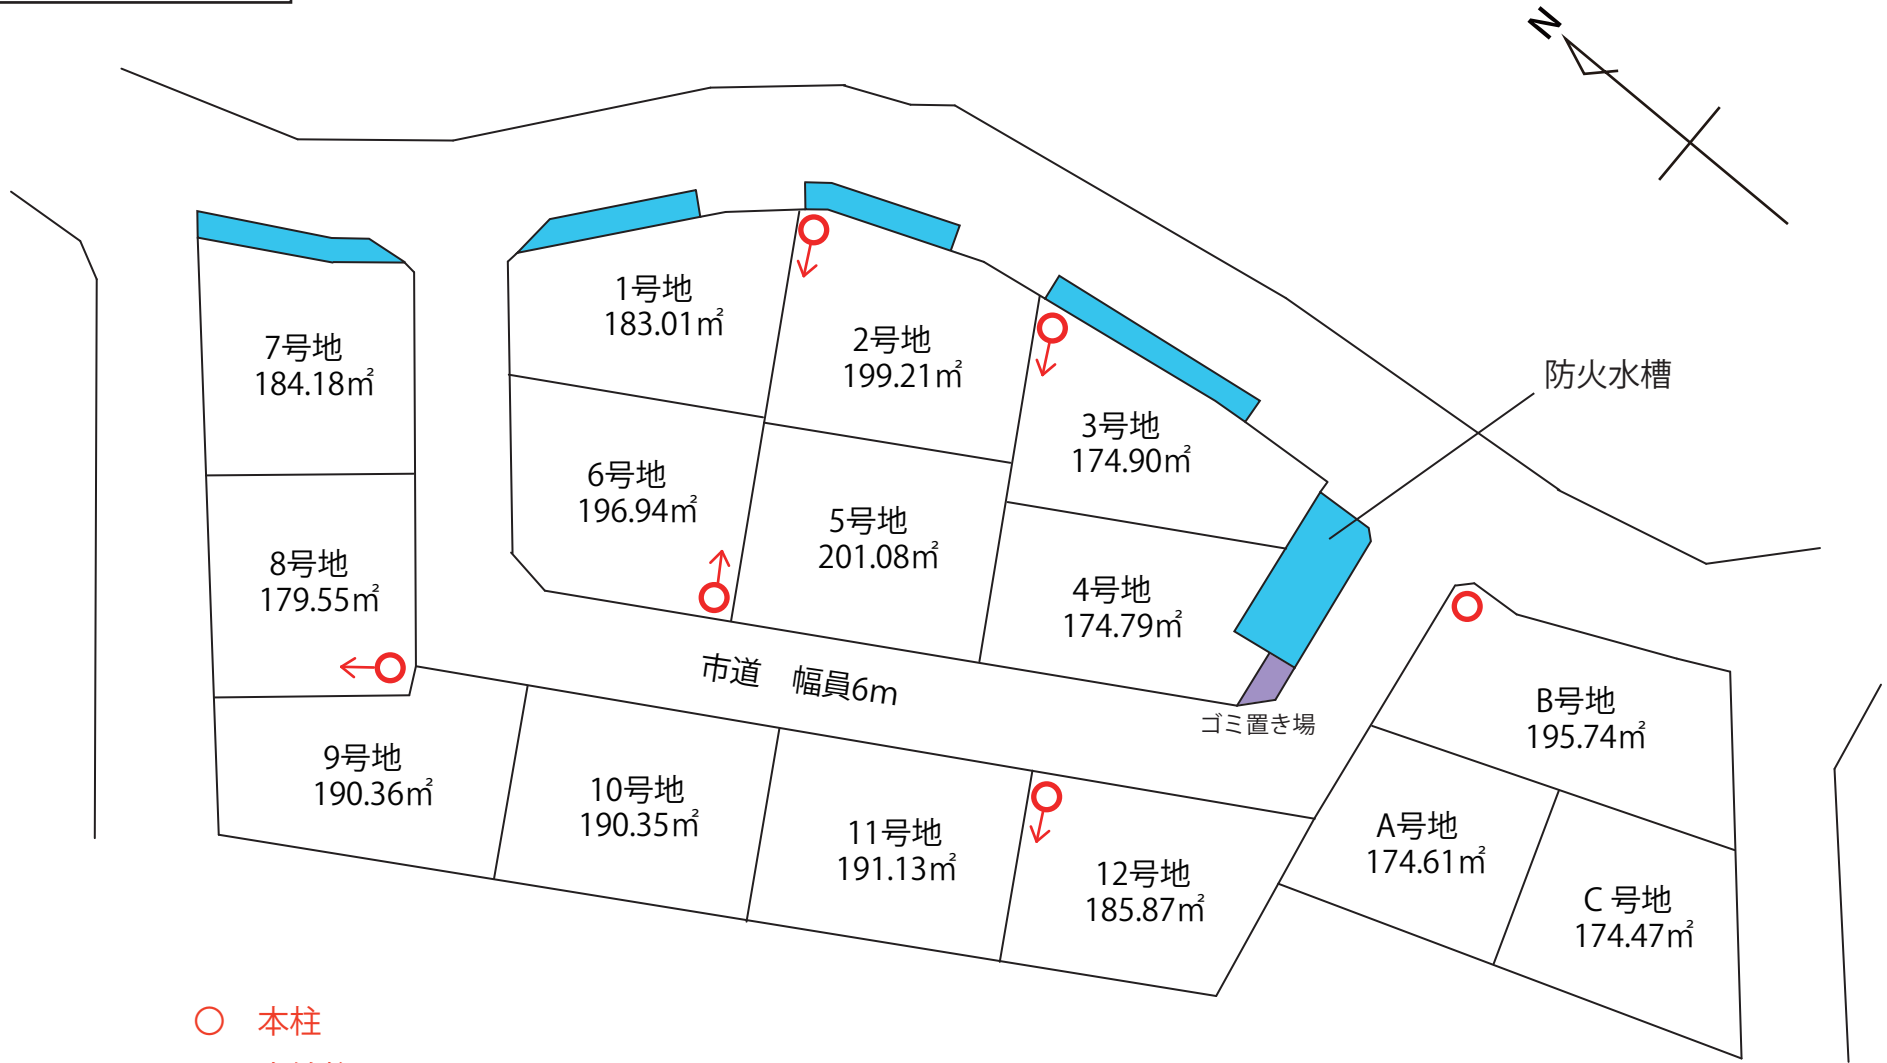 N
1号地
183.01㎡
2号地
199.21㎡
7号地
184.18㎡
防火水槽
3号地
174.90㎡
6号地
196.94㎡
5号地
201.08㎡
8号地
179.55㎡
4号地
174.79㎡
市道　幅員6m
ゴミ置き場
B号地
195.74㎡
9号地
190.36㎡
10号地
190.35㎡
11号地
191.13㎡
A号地
174.61㎡
12号地
185.87㎡
C 号地
174.47㎡
○　本柱